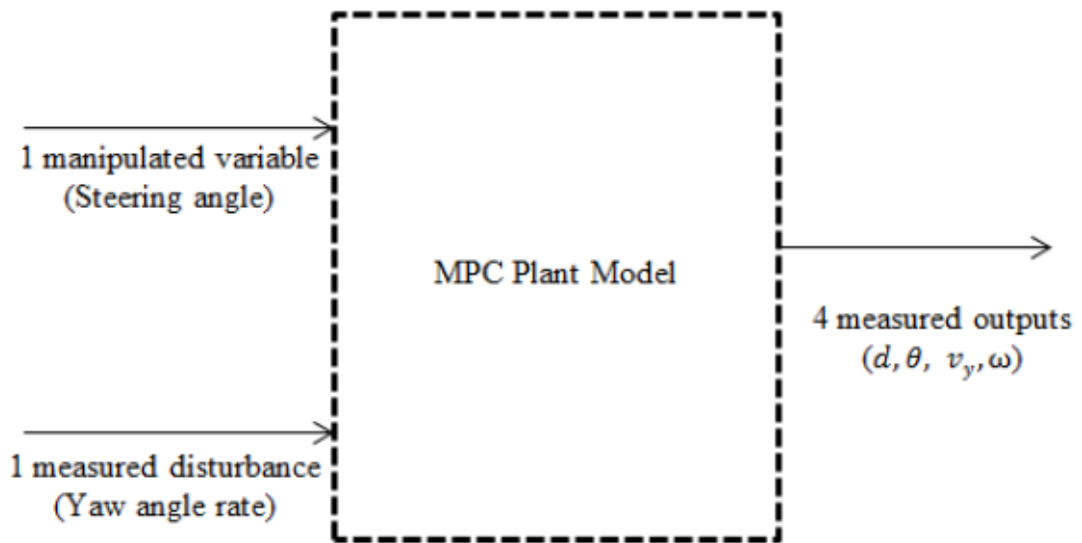 1 manipulated variable
(Steering angle)
MPC Plant Model
4 measured outputs
(d, θ, v_y, ω)
1 measured disturbance
(Yaw angle rate)